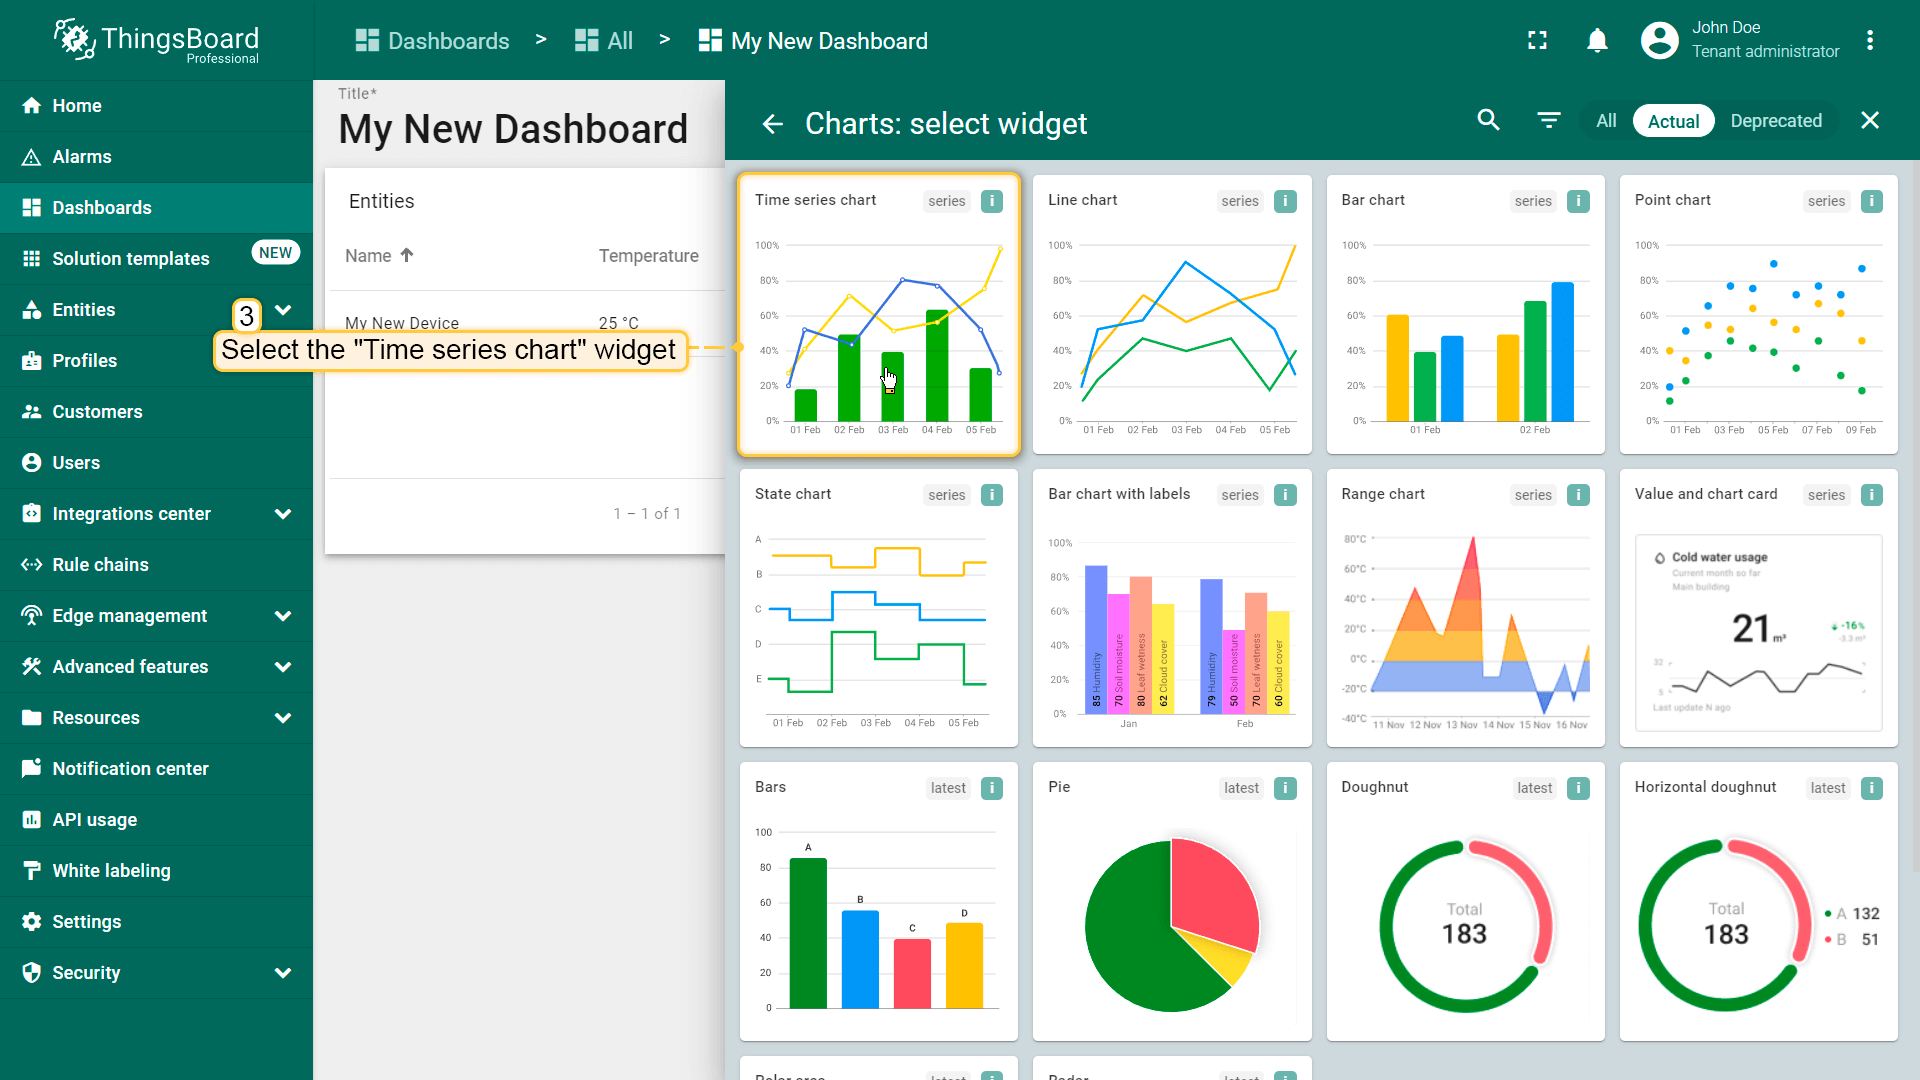 ThingsBoard
Professional
Dashboards > All > My New Dashboard
John Doe
Tenant administrator
Home
Alarms
Dashboards
Solution templates
NEW
Entities
Profiles
Customers
Users
Integrations center
Rule chains
Edge management
Advanced features
Resources
Notification center
API usage
White labeling
Settings
Security
Title*
My New Dashboard
Entities
Name
Temperature
My New Device
25 °C
1 – 1 of 1
3
Select the "Time series chart" widget
Charts: select widget
All
Actual
Deprecated
Time series chart
series
i
100%
80%
60%
40%
20%
0%
01 Feb 02 Feb 03 Feb 04 Feb 05 Feb
Line chart
series
i
100%
80%
60%
40%
20%
0%
01 Feb 02 Feb 03 Feb 04 Feb 05 Feb
Bar chart
series
i
100%
80%
60%
40%
20%
0%
01 Feb 02 Feb
Point chart
series
i
100%
80%
60%
40%
20%
0%
01 Feb 03 Feb 05 Feb 07 Feb 09 Feb
State chart
series
i
A
B
C
D
E
01 Feb 02 Feb 03 Feb 04 Feb 05 Feb
Bar chart with labels
series
i
100%
80%
60%
40%
20%
0%
85 Humidity
70 Soil moisture
80 Leaf wetness
62 Cloud cover
79 Humidity
50 Soil moisture
70 Leaf wetness
60 Cloud cover
Jan Feb
Range chart
series
i
80°C
60°C
40°C
20°C
0°C
-20°C
-40°C
11 Nov 12 Nov 13 Nov 14 Nov 15 Nov 16 Nov
Value and chart card
series
i
Cold water usage
Current month so far
Main building
21 m³
-16%
-3.3 m³
32
5
Last update N ago
Bars
latest
i
100
80
60
40
20
0
A
B
C
D
Pie
latest
i
Doughnut
latest
i
Total
183
Horizontal doughnut
latest
i
Total
183
A 132
B 51
Polar area
latest
i
Radar
latest
i